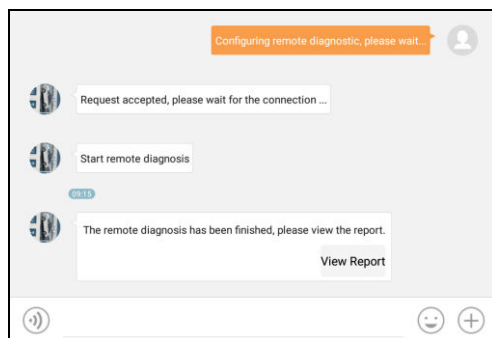 Configuring remote diagnostic, please wait...
Request accepted, please wait for the connection ...
Start remote diagnosis
09:15
The remote diagnosis has been finished, please view the report.
View Report